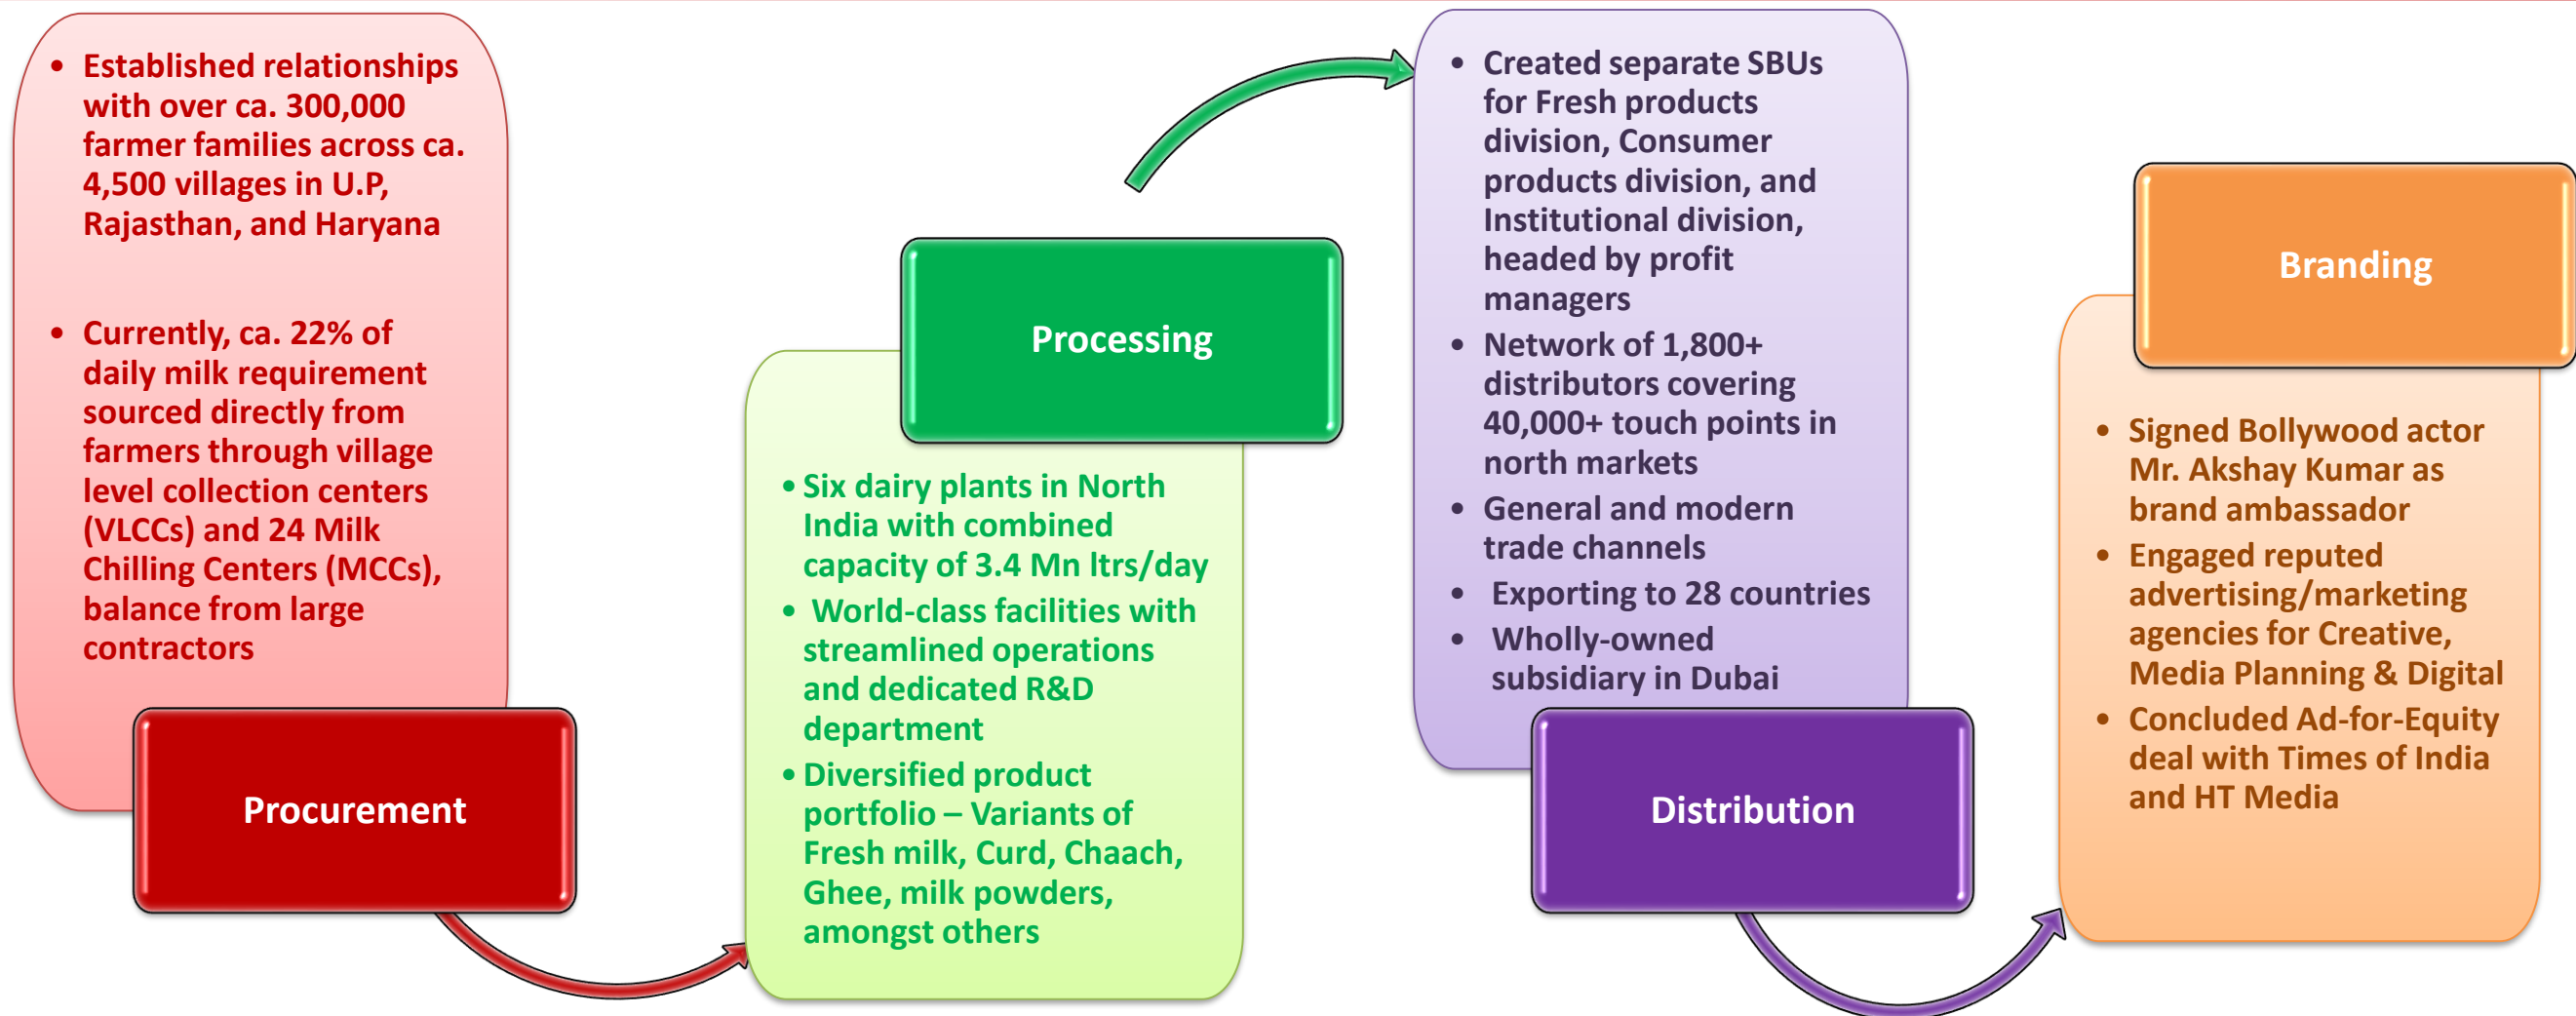 • Established relationships
with over ca. 300,000
farmer families across ca.
4,500 villages in U.P,
Rajasthan, and Haryana
• Currently, ca. 22% of
daily milk requirement
sourced directly from
farmers through village
level collection centers
(VLCCs) and 24 Milk
Chilling Centers (MCCs),
balance from large
contractors
Procurement
Processing
• Six dairy plants in North
India with combined
capacity of 3.4 Mn ltrs/day
• World-class facilities with
streamlined operations
and dedicated R&D
department
• Diversified product
portfolio – Variants of
Fresh milk, Curd, Chaach,
Ghee, milk powders,
amongst others
• Created separate SBUs
for Fresh products
division, Consumer
products division, and
Institutional division,
headed by profit
managers
• Network of 1,800+
distributors covering
40,000+ touch points in
north markets
• General and modern
trade channels
• Exporting to 28 countries
• Wholly-owned
subsidiary in Dubai
Distribution
Branding
• Signed Bollywood actor
Mr. Akshay Kumar as
brand ambassador
• Engaged reputed
advertising/marketing
agencies for Creative,
Media Planning & Digital
• Concluded Ad-for-Equity
deal with Times of India
and HT Media